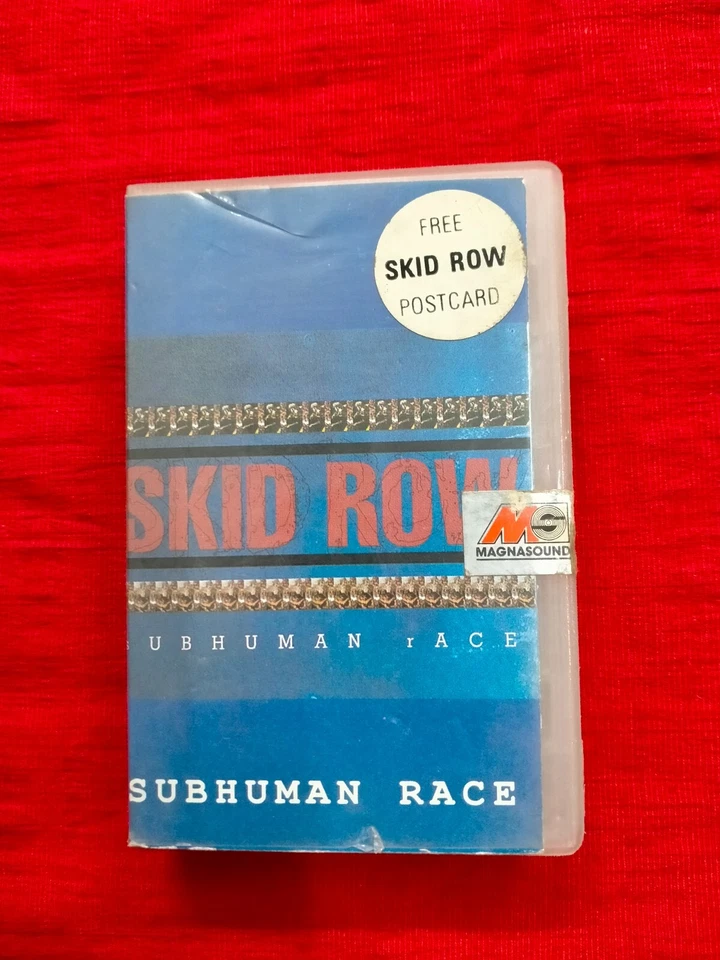 FREE
SKID ROW
POSTCARD
SKID ROW
MAGNASOUND
sUBHUMAN rACE
SUBHUMAN RACE